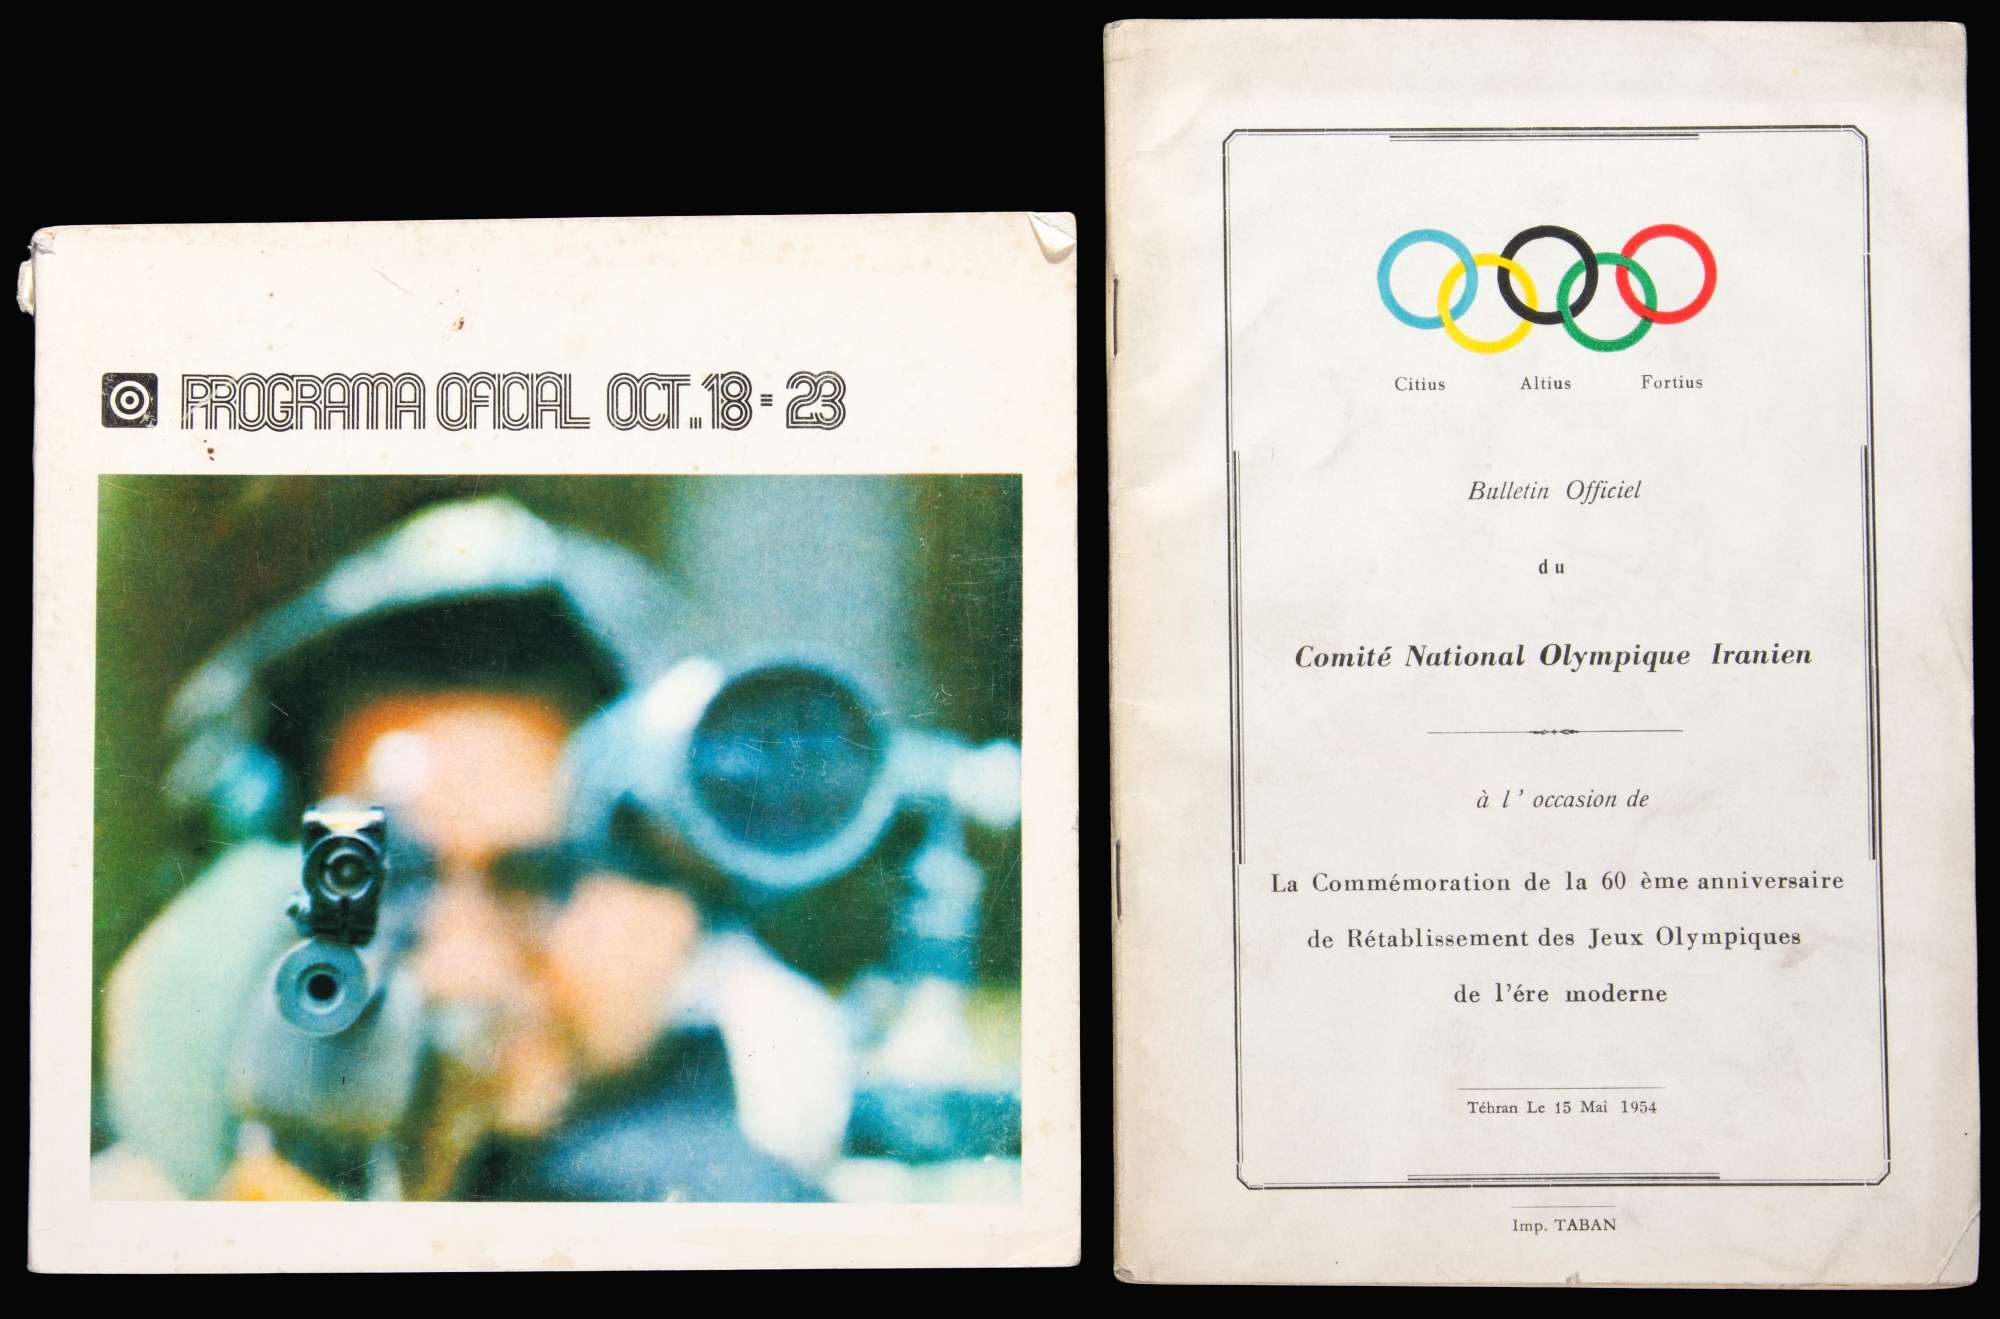 PROGRAMA OFICIAL OCT. 18 - 23
Citius Altius Fortius
Bulletin Officiel
du
Comité National Olympique Iranien
à l' occasion de
La Commémoration de la 60 ème anniversaire
de Rétablissement des Jeux Olympiques
de l'ére moderne
Téhran Le 15 Mai 1954
Imp. TABAN